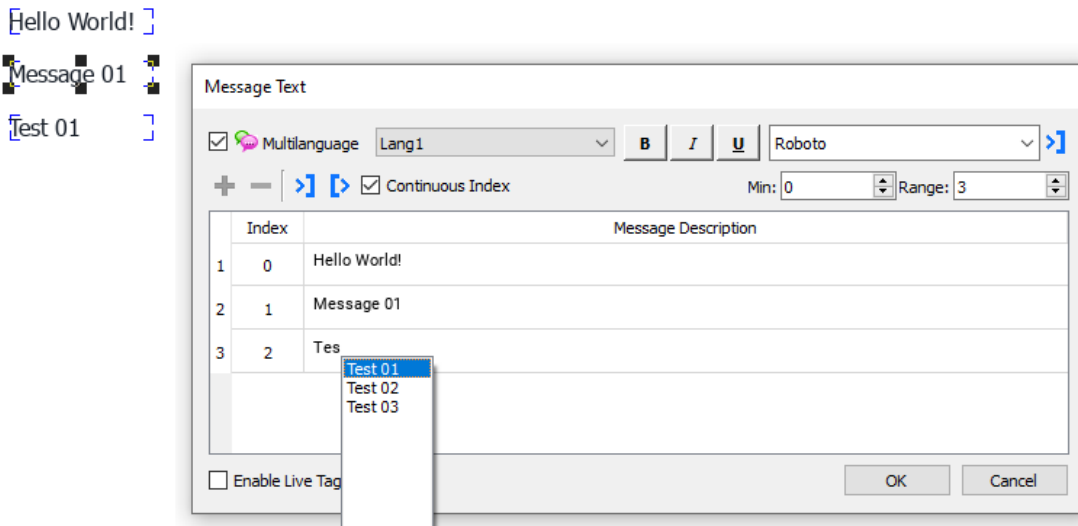 Hello World!
Message 01
Test 01
Message Text
Multilanguage Lang1 B I U Roboto
Continuous Index Min: 0 Range: 3
Index Message Description
1 0 Hello World!
2 1 Message 01
3 2 Tes
Test 01
Test 02
Test 03
Enable Live Tag OK Cancel